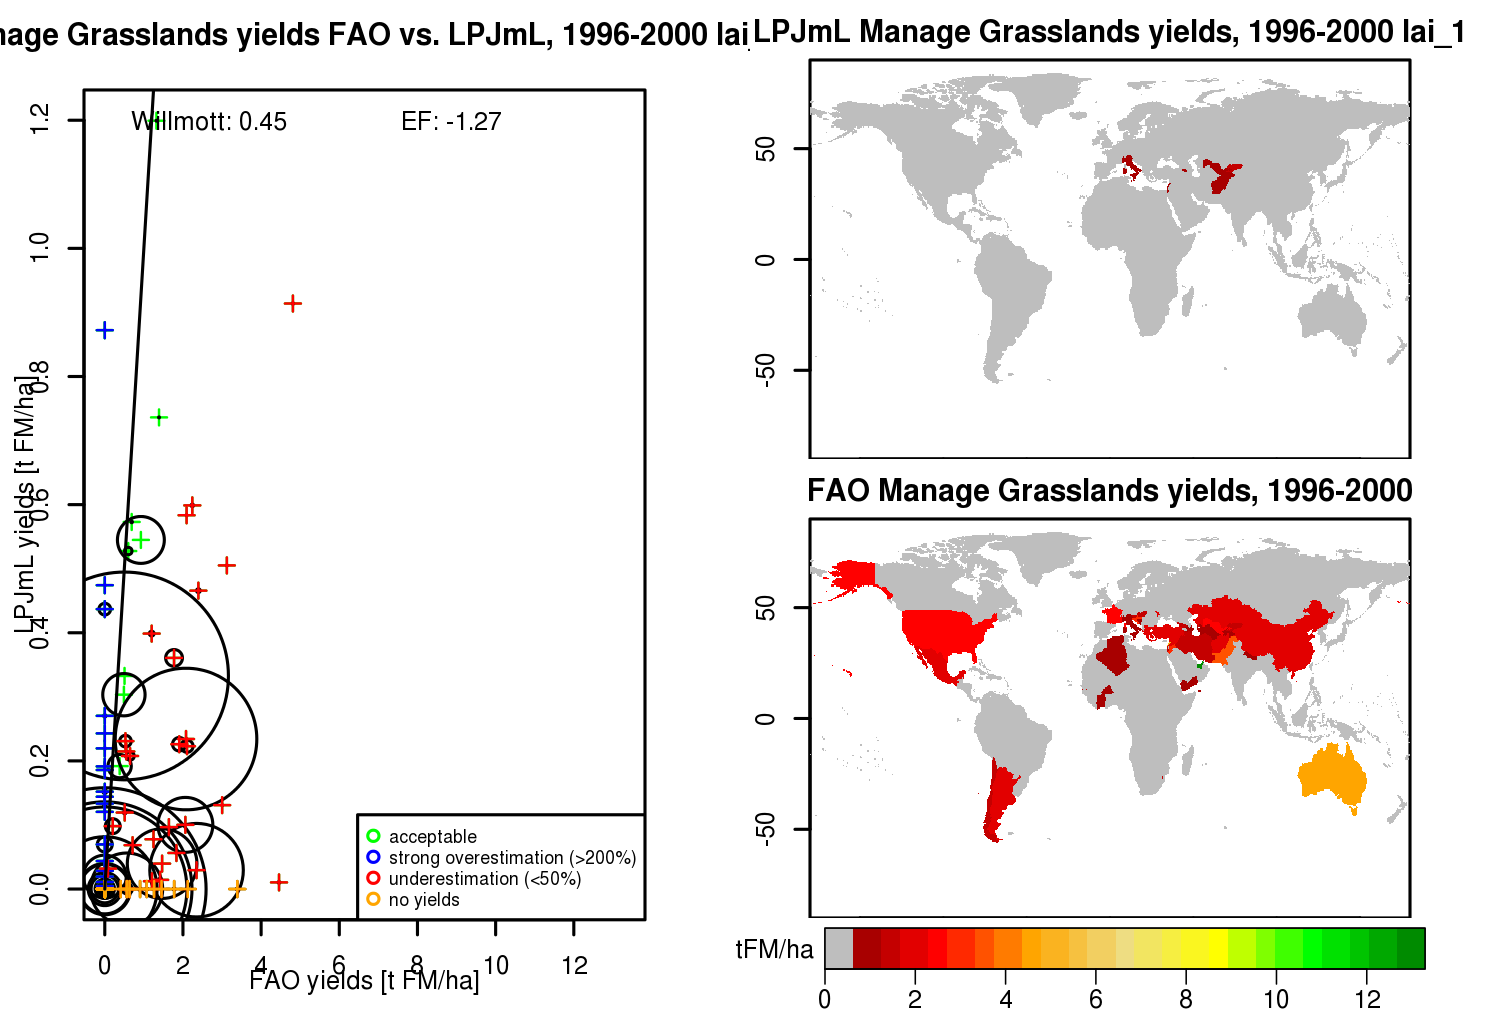 nage Grasslands yields FAO vs. LPJmL, 1996-2000 lai_
LPJmL Manage Grasslands yields, 1996-2000 lai_1
Willmott: 0.45
EF: -1.27
LPJmL yields [t FM/ha]
1.2
1.0
0.8
0.6
0.4
0.2
0.0
acceptable
strong overestimation (>200%)
underestimation (<50%)
no yields
0
2
4
6
8
10
12
FAO yields [t FM/ha]
50
0
-50
FAO Manage Grasslands yields, 1996-2000
50
0
-50
tFM/ha
0
2
4
6
8
10
12